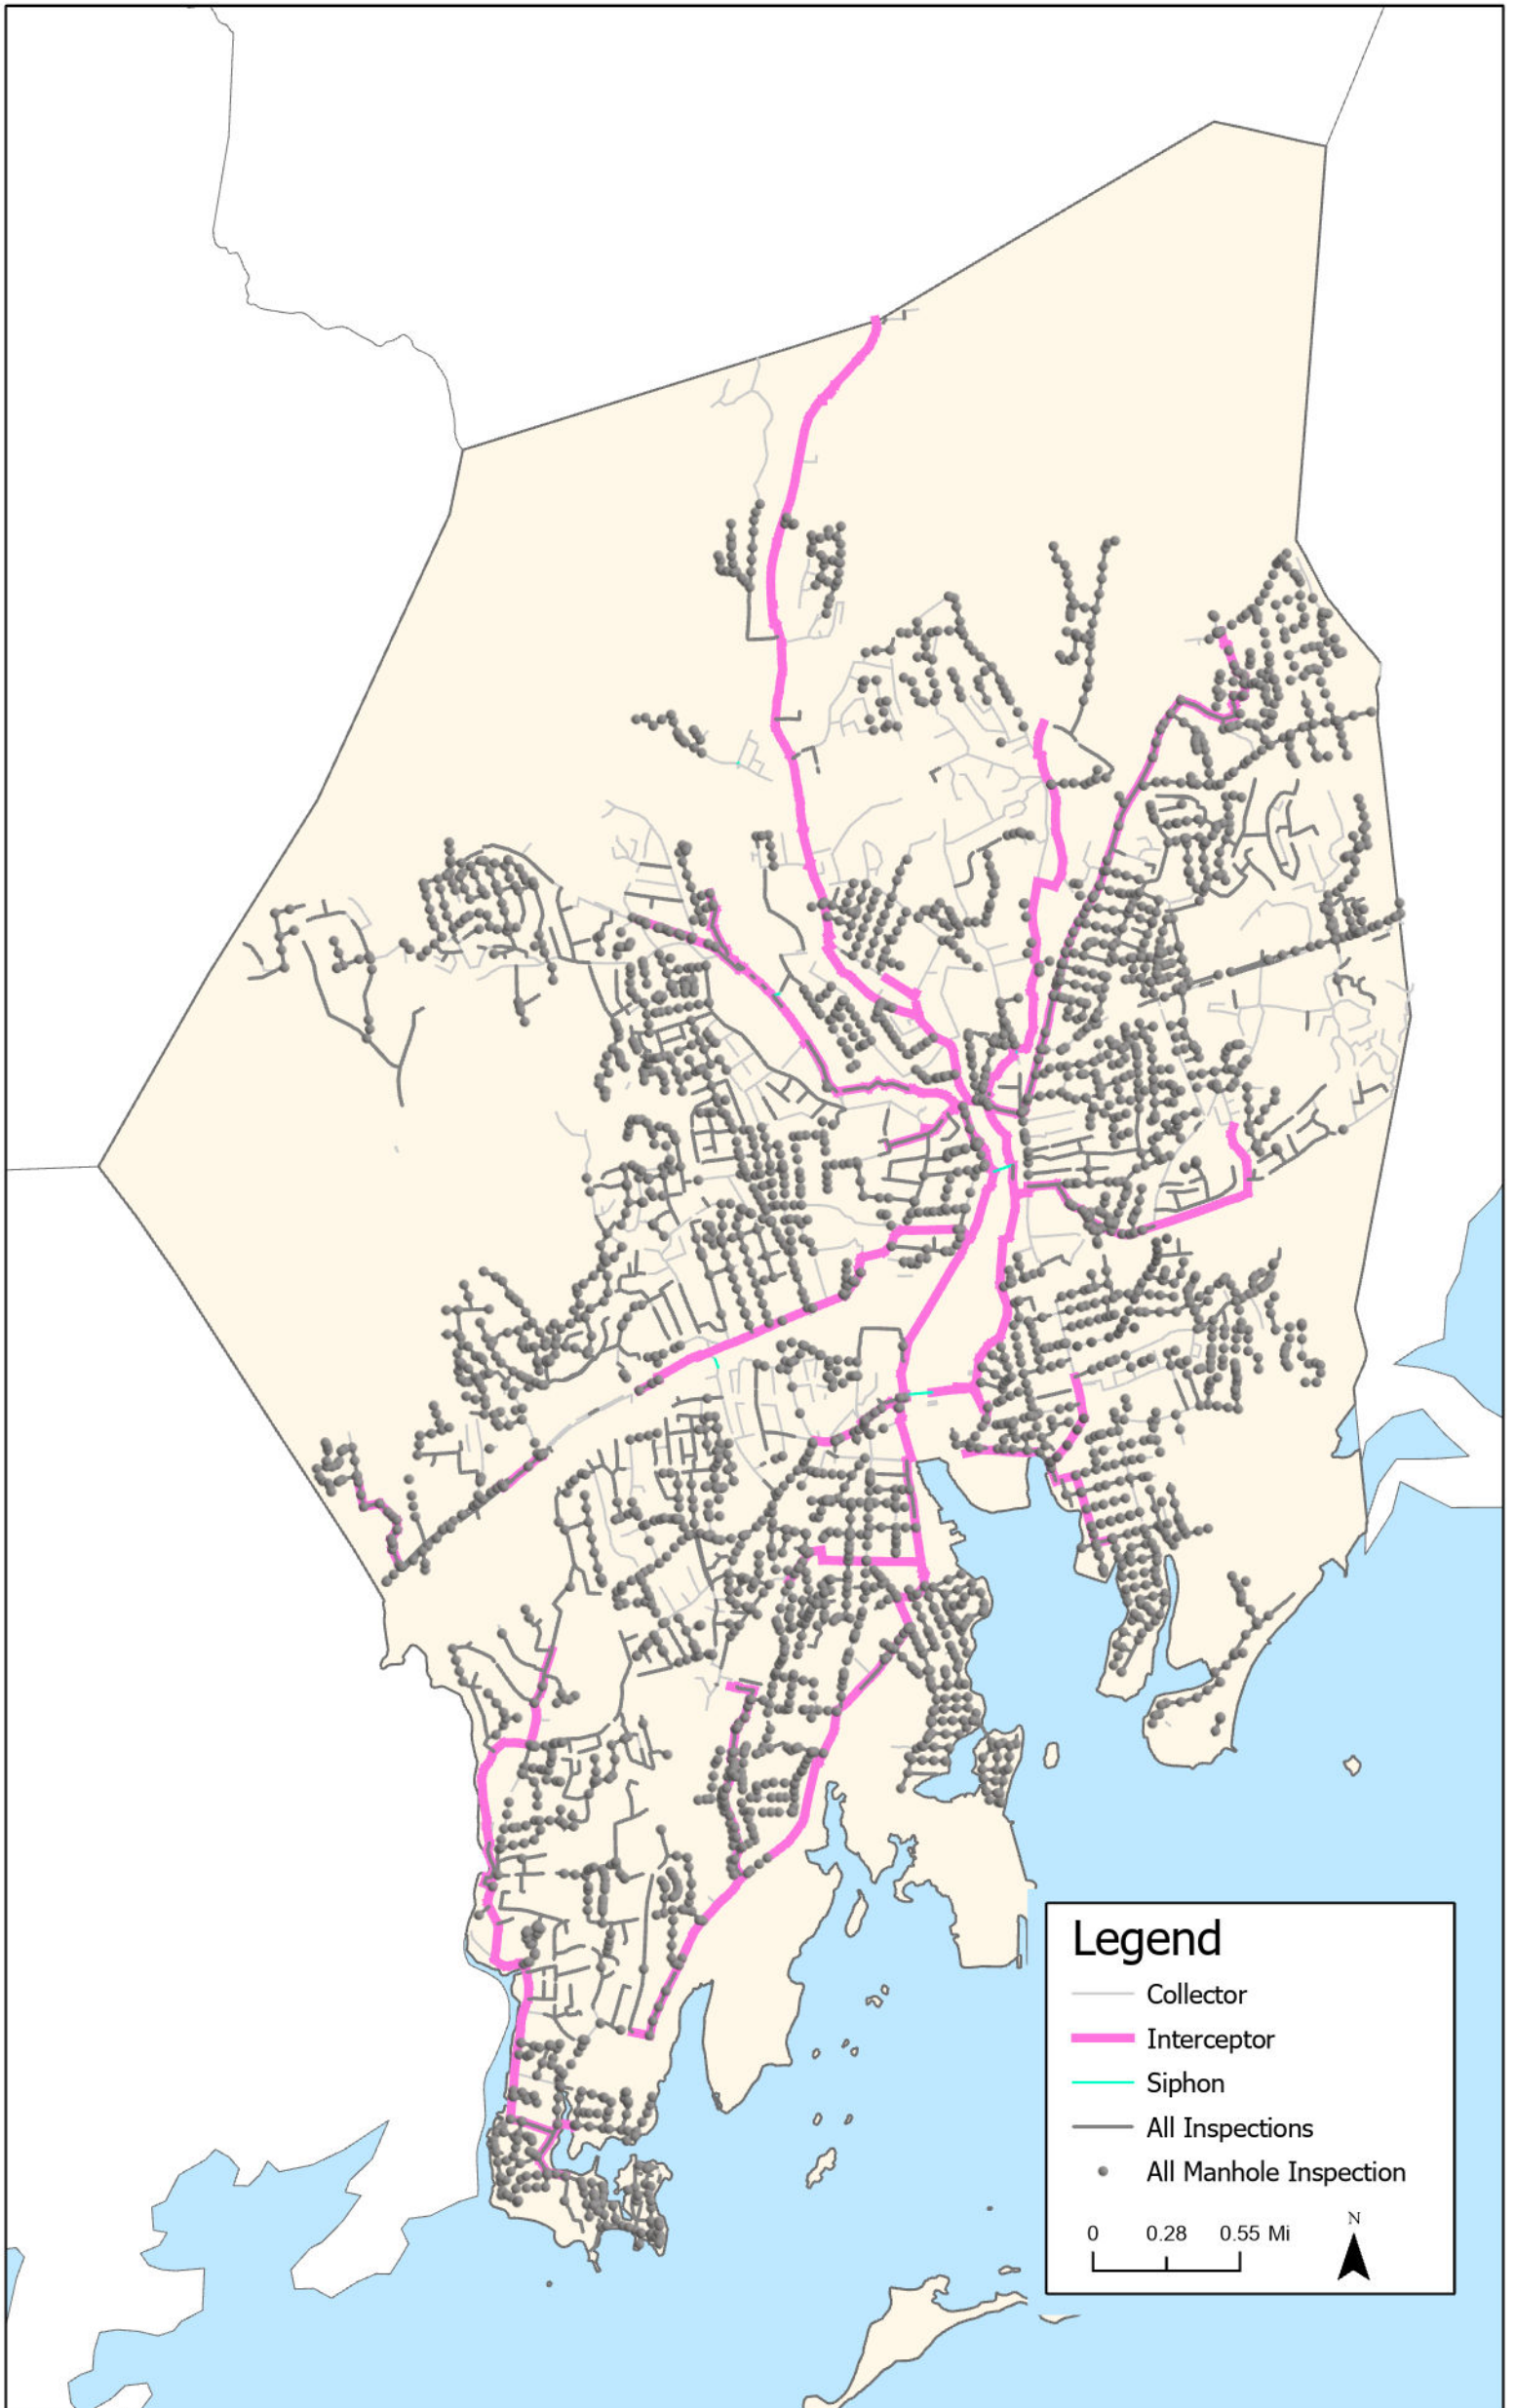 Legend
Collector
Interceptor
Siphon
All Inspections
All Manhole Inspection
0 0.28 0.55 Mi
N